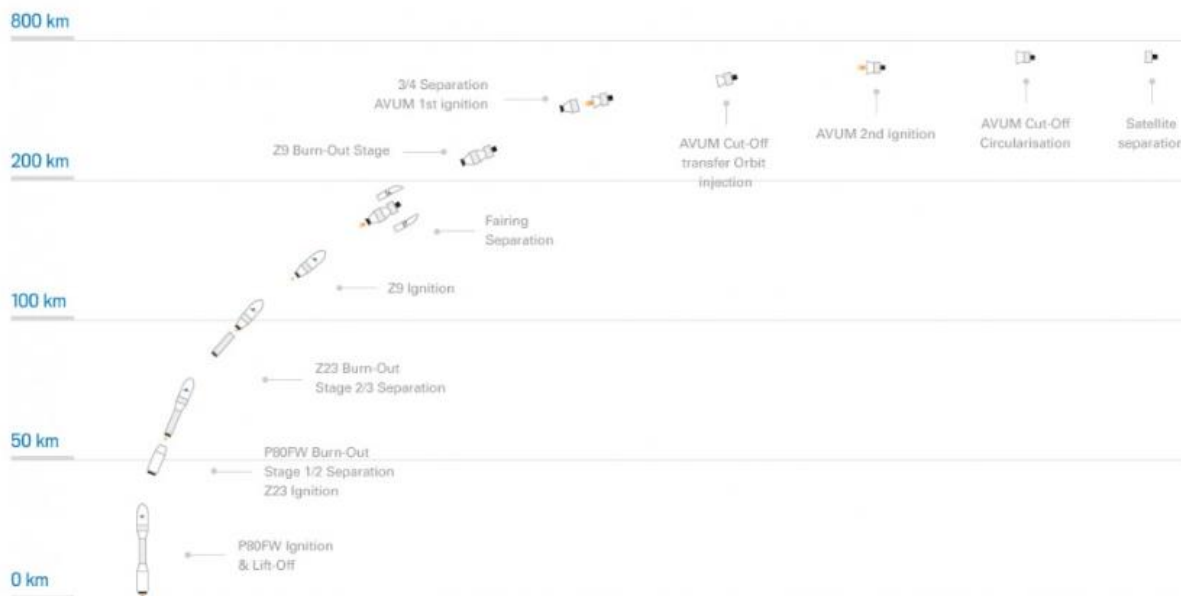 800 km
3/4 Separation
AVUM 1st ignition
AVUM Cut-Off
transfer Orbit
injection
AVUM 2nd ignition
AVUM Cut-Off
Circularisation
Satellite
separation
Z9 Burn-Out Stage
200 km
Fairing
Separation
Z9 Ignition
100 km
Z23 Burn-Out
Stage 2/3 Separation
50 km
P80FW Burn-Out
Stage 1/2 Separation
Z23 Ignition
P80FW Ignition
& Lift-Off
0 km